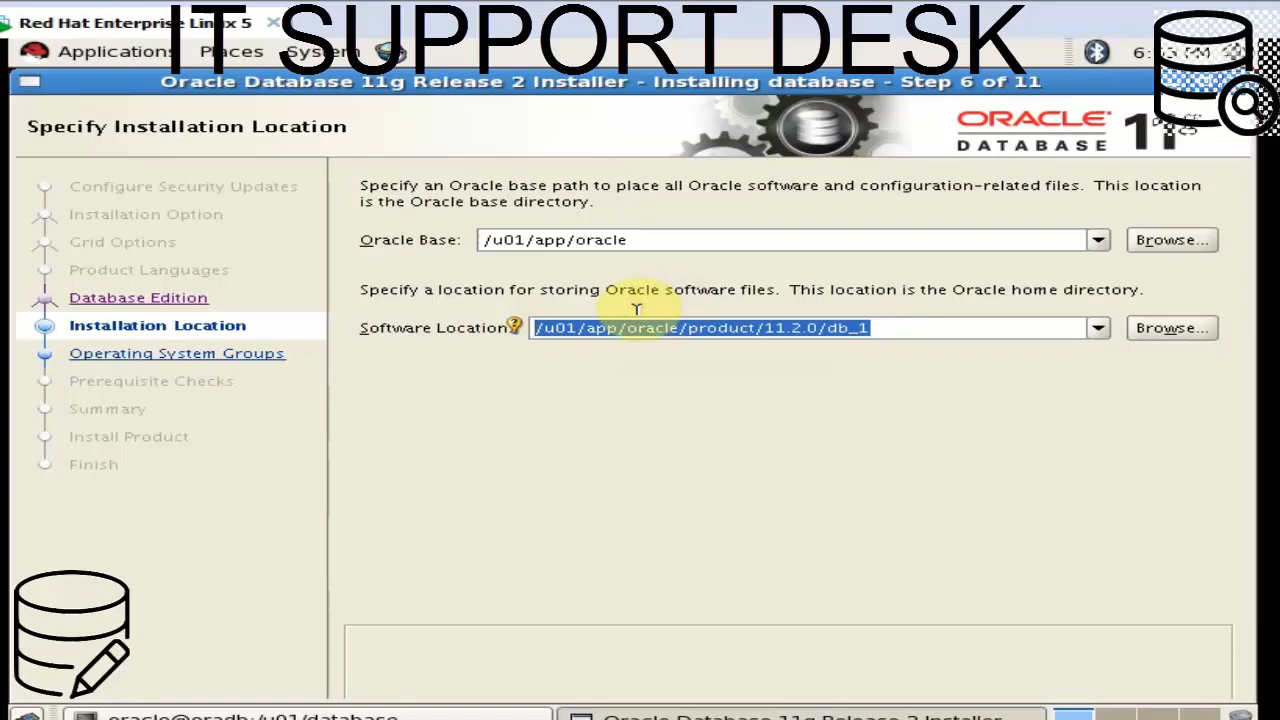 IT SUPPORT DESK
Red Hat Enterprise Linux 5
Applications Places System
Oracle Database 11g Release 2 Installer - Installing database - Step 6 of 11
Specify Installation Location
ORACLE
DATABASE
Configure Security Updates
Installation Option
Grid Options
Product Languages
Database Edition
Installation Location
Operating System Groups
Prerequisite Checks
Summary
Install Product
Finish
Specify an Oracle base path to place all Oracle software and configuration-related files. This location
is the Oracle base directory.
Oracle Base: /u01/app/oracle Browse...
Specify a location for storing Oracle software files. This location is the Oracle home directory.
Software Location: /u01/app/oracle/product/11.2.0/db_1 Browse...
oracle@oradb:/u01/database
Oracle Database 11g Release 2 Installer